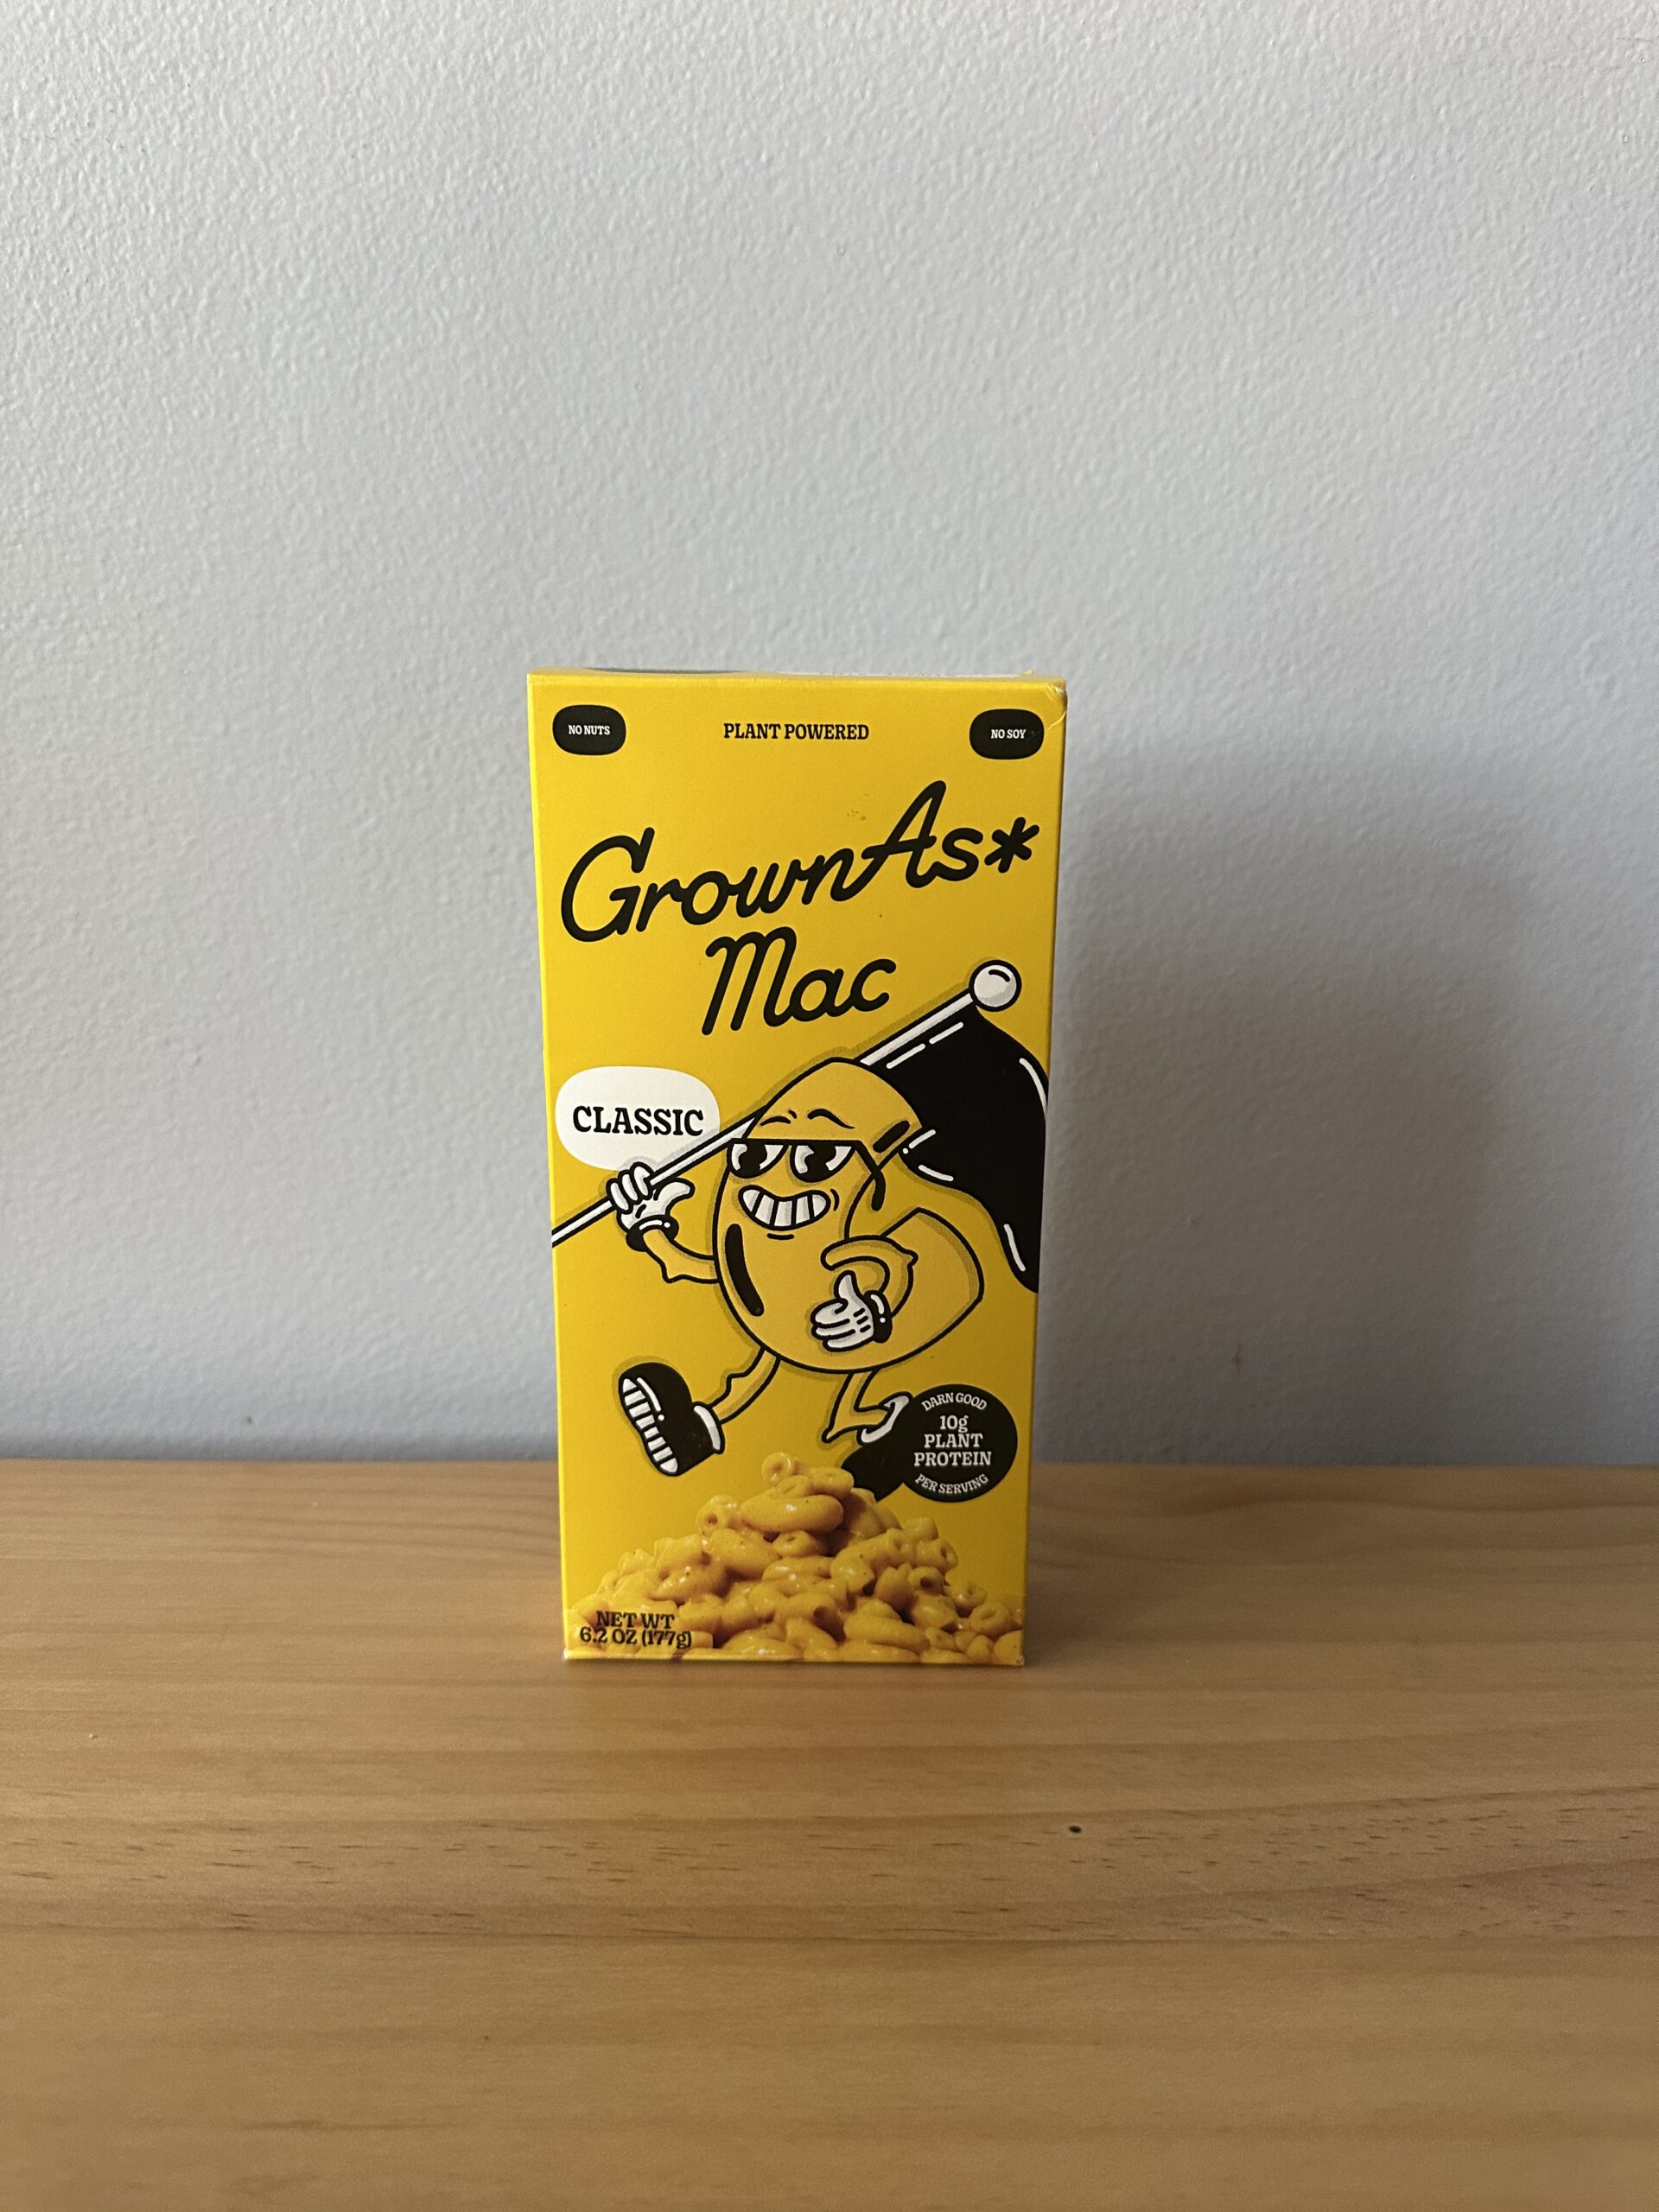 NO NUTS
PLANT POWERED
NO SOY
GrownAs*
Mac
CLASSIC
DARN GOOD
10g
PLANT
PROTEIN
PER SERVING
NET WT
6.2 OZ (177g)